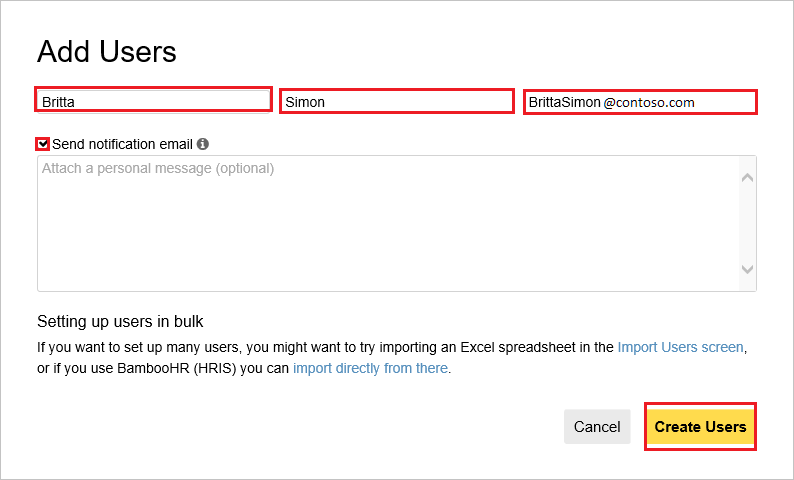 Add Users
Britta Simon BrittaSimon@contoso.com
Send notification email
Attach a personal message (optional)
Setting up users in bulk
If you want to set up many users, you might want to try importing an Excel spreadsheet in the Import Users screen,
or if you use BambooHR (HRIS) you can import directly from there.
Cancel Create Users